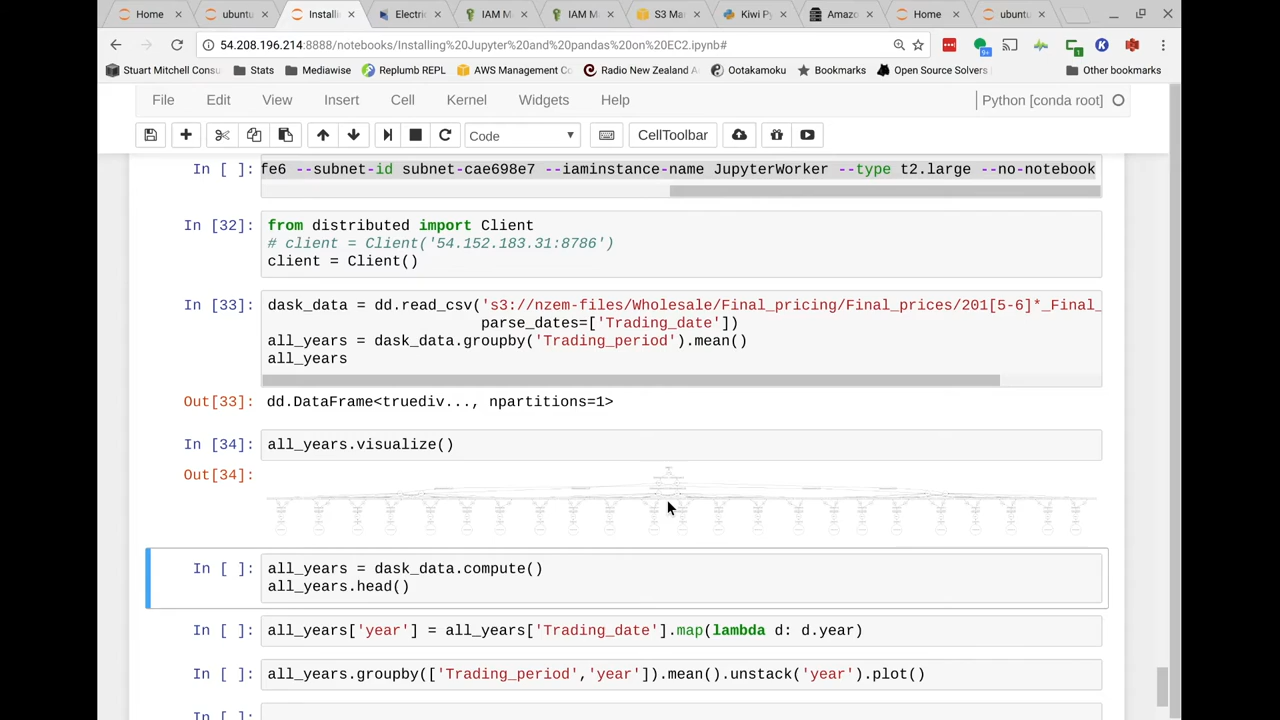 Home
ubuntu
Installi
Electric
IAM M
IAM M
S3 Ma
Kiwi Py
Amazo
Home
ubuntu
54.208.196.214:8888/notebooks/Installing%20Jupyter%20and%20pandas%20on%20EC2.ipynb#
Stuart Mitchell Consu
Stats
Mediawise
Replumb REPL
AWS Management Co
Radio New Zealand A
Ootakamoku
Bookmarks
Open Source Solvers
Other bookmarks
File Edit View Insert Cell Kernel Widgets Help
Python [conda root]
Code
CellToolbar
In [ ]: fe6 --subnet-id subnet-cae698e7 --iaminstance-name JupyterWorker --type t2.large --no-notebook
In [32]: from distributed import Client
# client = Client('54.152.183.31:8786')
client = Client()
In [33]: dask_data = dd.read_csv('s3://nzem-files/Wholesale/Final_pricing/Final_prices/201[5-6]*_Final_
parse_dates=['Trading_date'])
all_years = dask_data.groupby('Trading_period').mean()
all_years
Out[33]: dd.DataFrame<truediv..., npartitions=1>
In [34]: all_years.visualize()
Out[34]:
In [ ]: all_years = dask_data.compute()
all_years.head()
In [ ]: all_years['year'] = all_years['Trading_date'].map(lambda d: d.year)
In [ ]: all_years.groupby(['Trading_period','year']).mean().unstack('year').plot()
In [ ]: